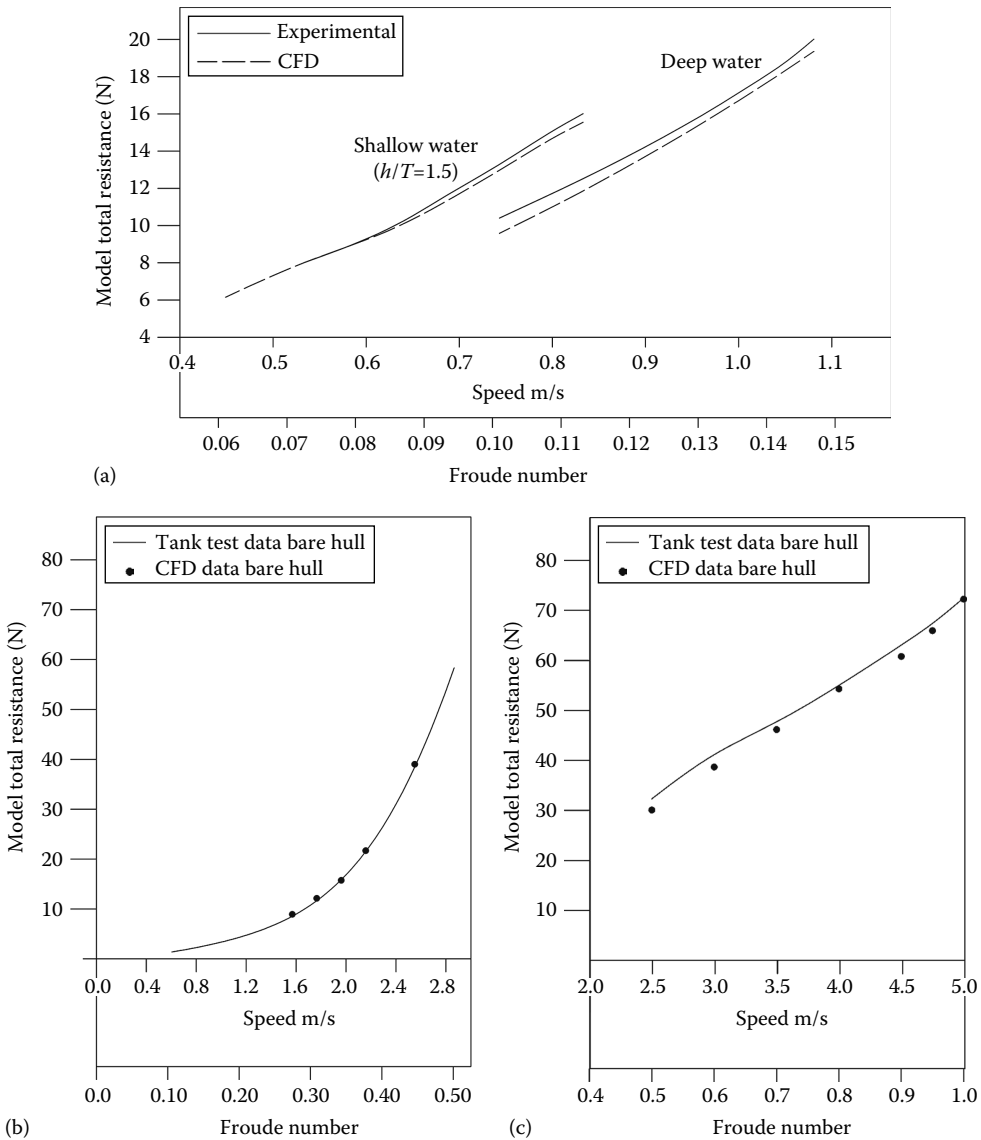 Experimental
CFD
Deep water
Shallow water
(h/T=1.5)
Model total resistance (N)
20
18
16
14
12
10
8
6
4
0.4 0.5 0.6 0.7 0.8 0.9 1.0 1.1
Speed m/s
0.06 0.07 0.08 0.09 0.10 0.11 0.12 0.13 0.14 0.15
(a) Froude number
Tank test data bare hull
CFD data bare hull
Model total resistance (N)
80
70
60
50
40
30
20
10
0.0 0.4 0.8 1.2 1.6 2.0 2.4 2.8
Speed m/s
0.0 0.10 0.20 0.30 0.40 0.50
(b) Froude number
Tank test data bare hull
CFD data bare hull
Model total resistance (N)
80
70
60
50
40
30
20
10
2.0 2.5 3.0 3.5 4.0 4.5 5.0
Speed m/s
0.4 0.5 0.6 0.7 0.8 0.9 1.0
(c) Froude number